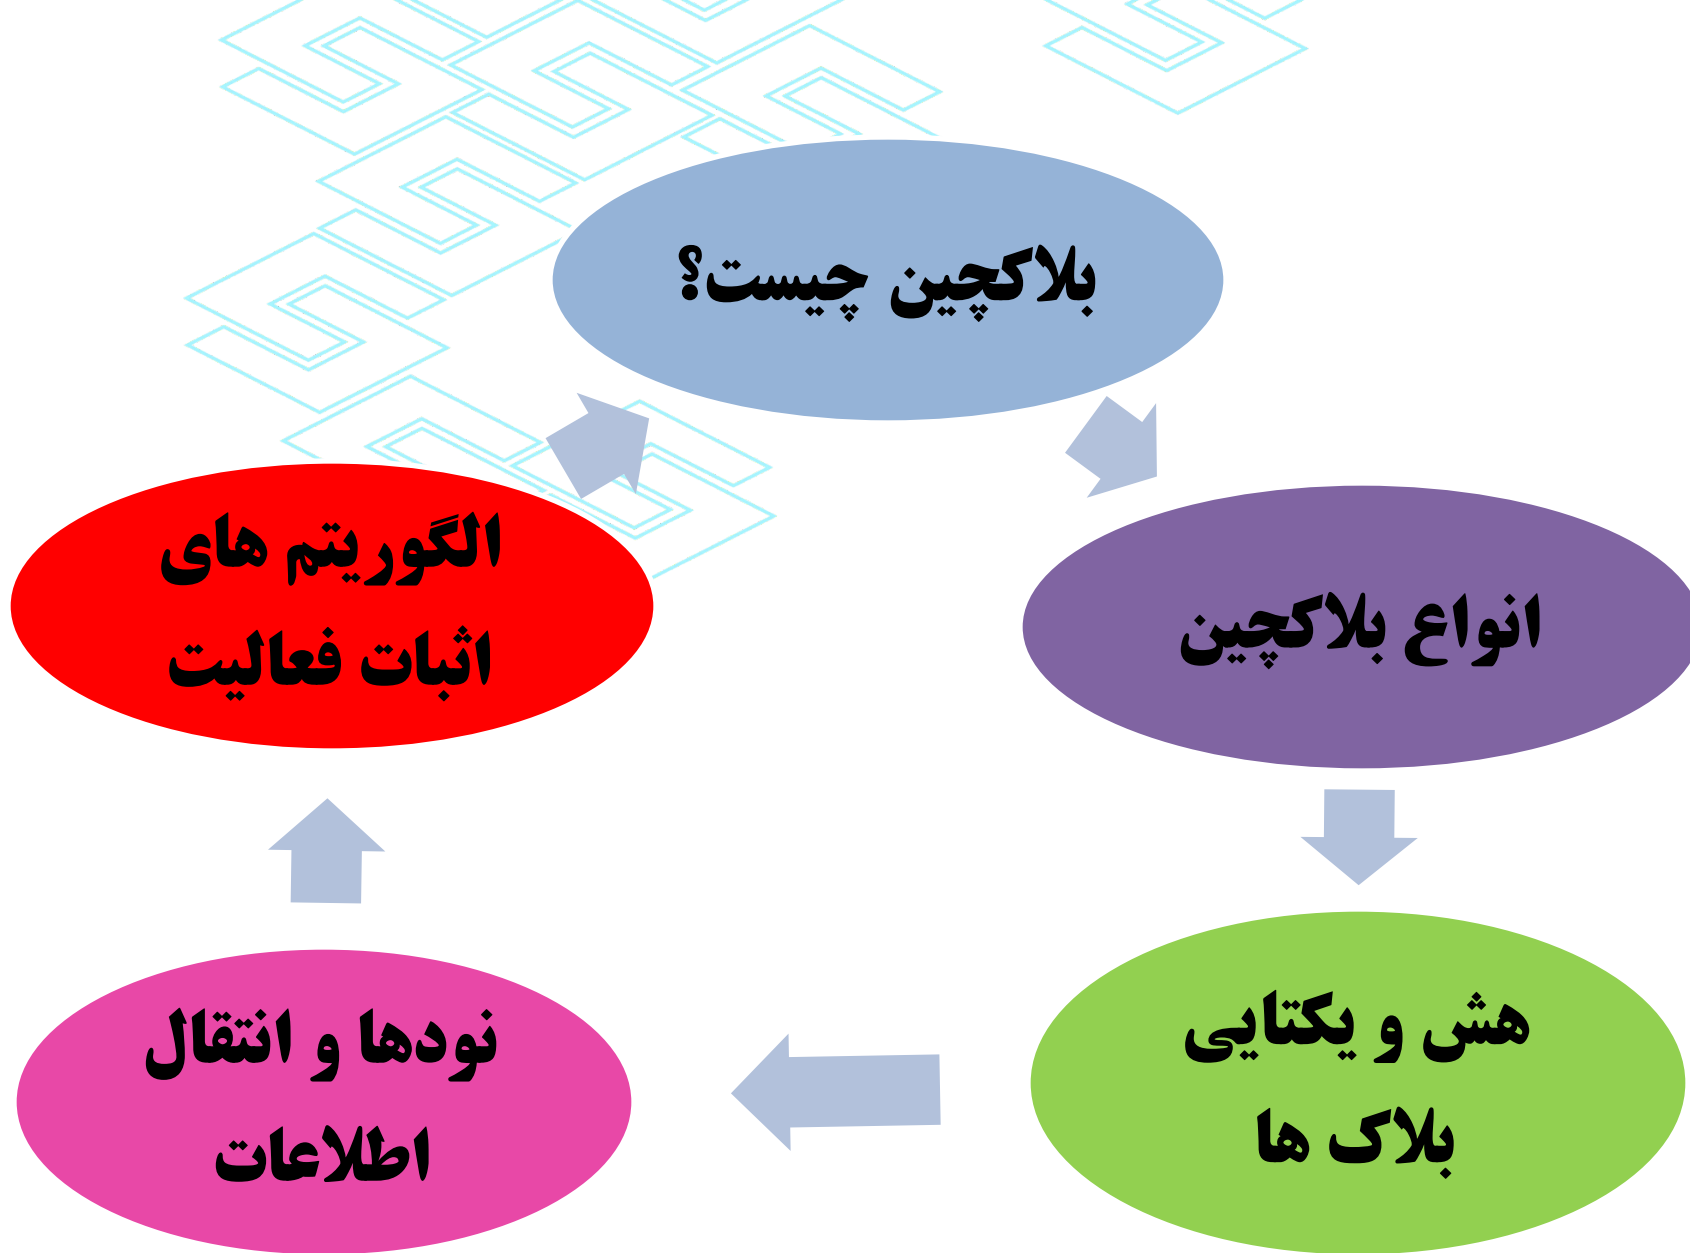 بلاکچین چیست؟
انواع بلاکچین
هش و یکتایی
بلاک ها
نودها و انتقال
اطلاعات
الگوریتم های
اثبات فعالیت